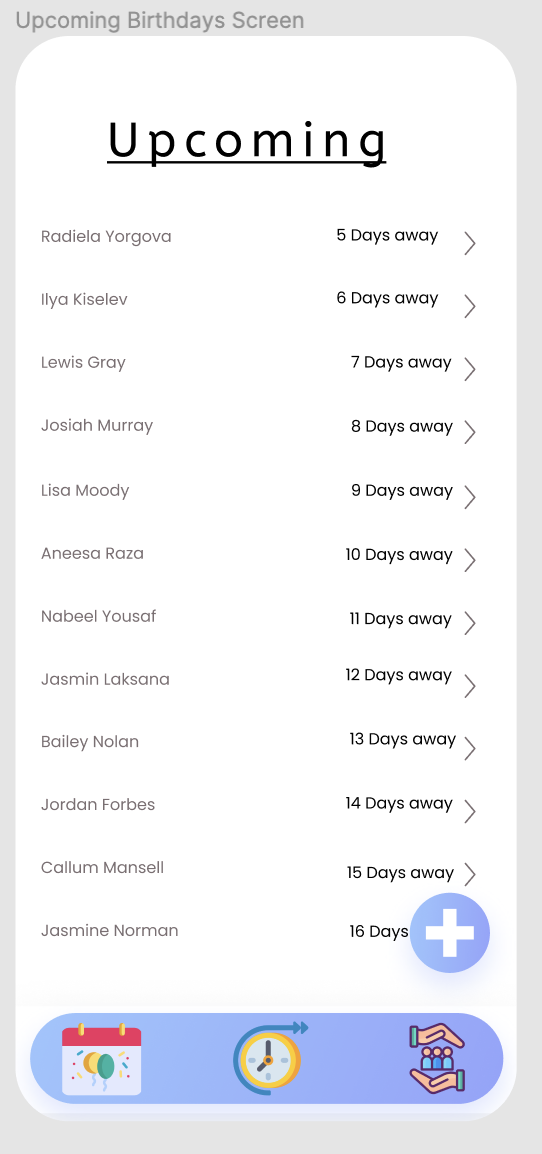 Upcoming Birthdays Screen
Upcoming
Radiela Yorgova 5 Days away
Ilya Kiselev 6 Days away
Lewis Gray 7 Days away
Josiah Murray 8 Days away
Lisa Moody 9 Days away
Aneesa Raza 10 Days away
Nabeel Yousaf 11 Days away
Jasmin Laksana 12 Days away
Bailey Nolan 13 Days away
Jordan Forbes 14 Days away
Callum Mansell 15 Days away
Jasmine Norman 16 Days